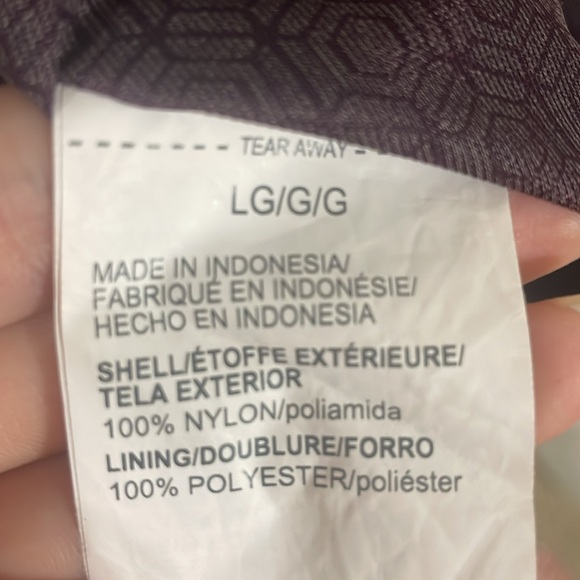 ------- TEAR AWAY -
LG/G/G
MADE IN INDONESIA/
FABRIQUÉ EN INDONÉSIE/
HECHO EN INDONESIA
SHELL/ÉTOFFE EXTÉRIEURE/
TELA EXTERIOR
100% NYLON/poliamida
LINING/DOUBLURE/FORRO
100% POLYESTER/poliéster